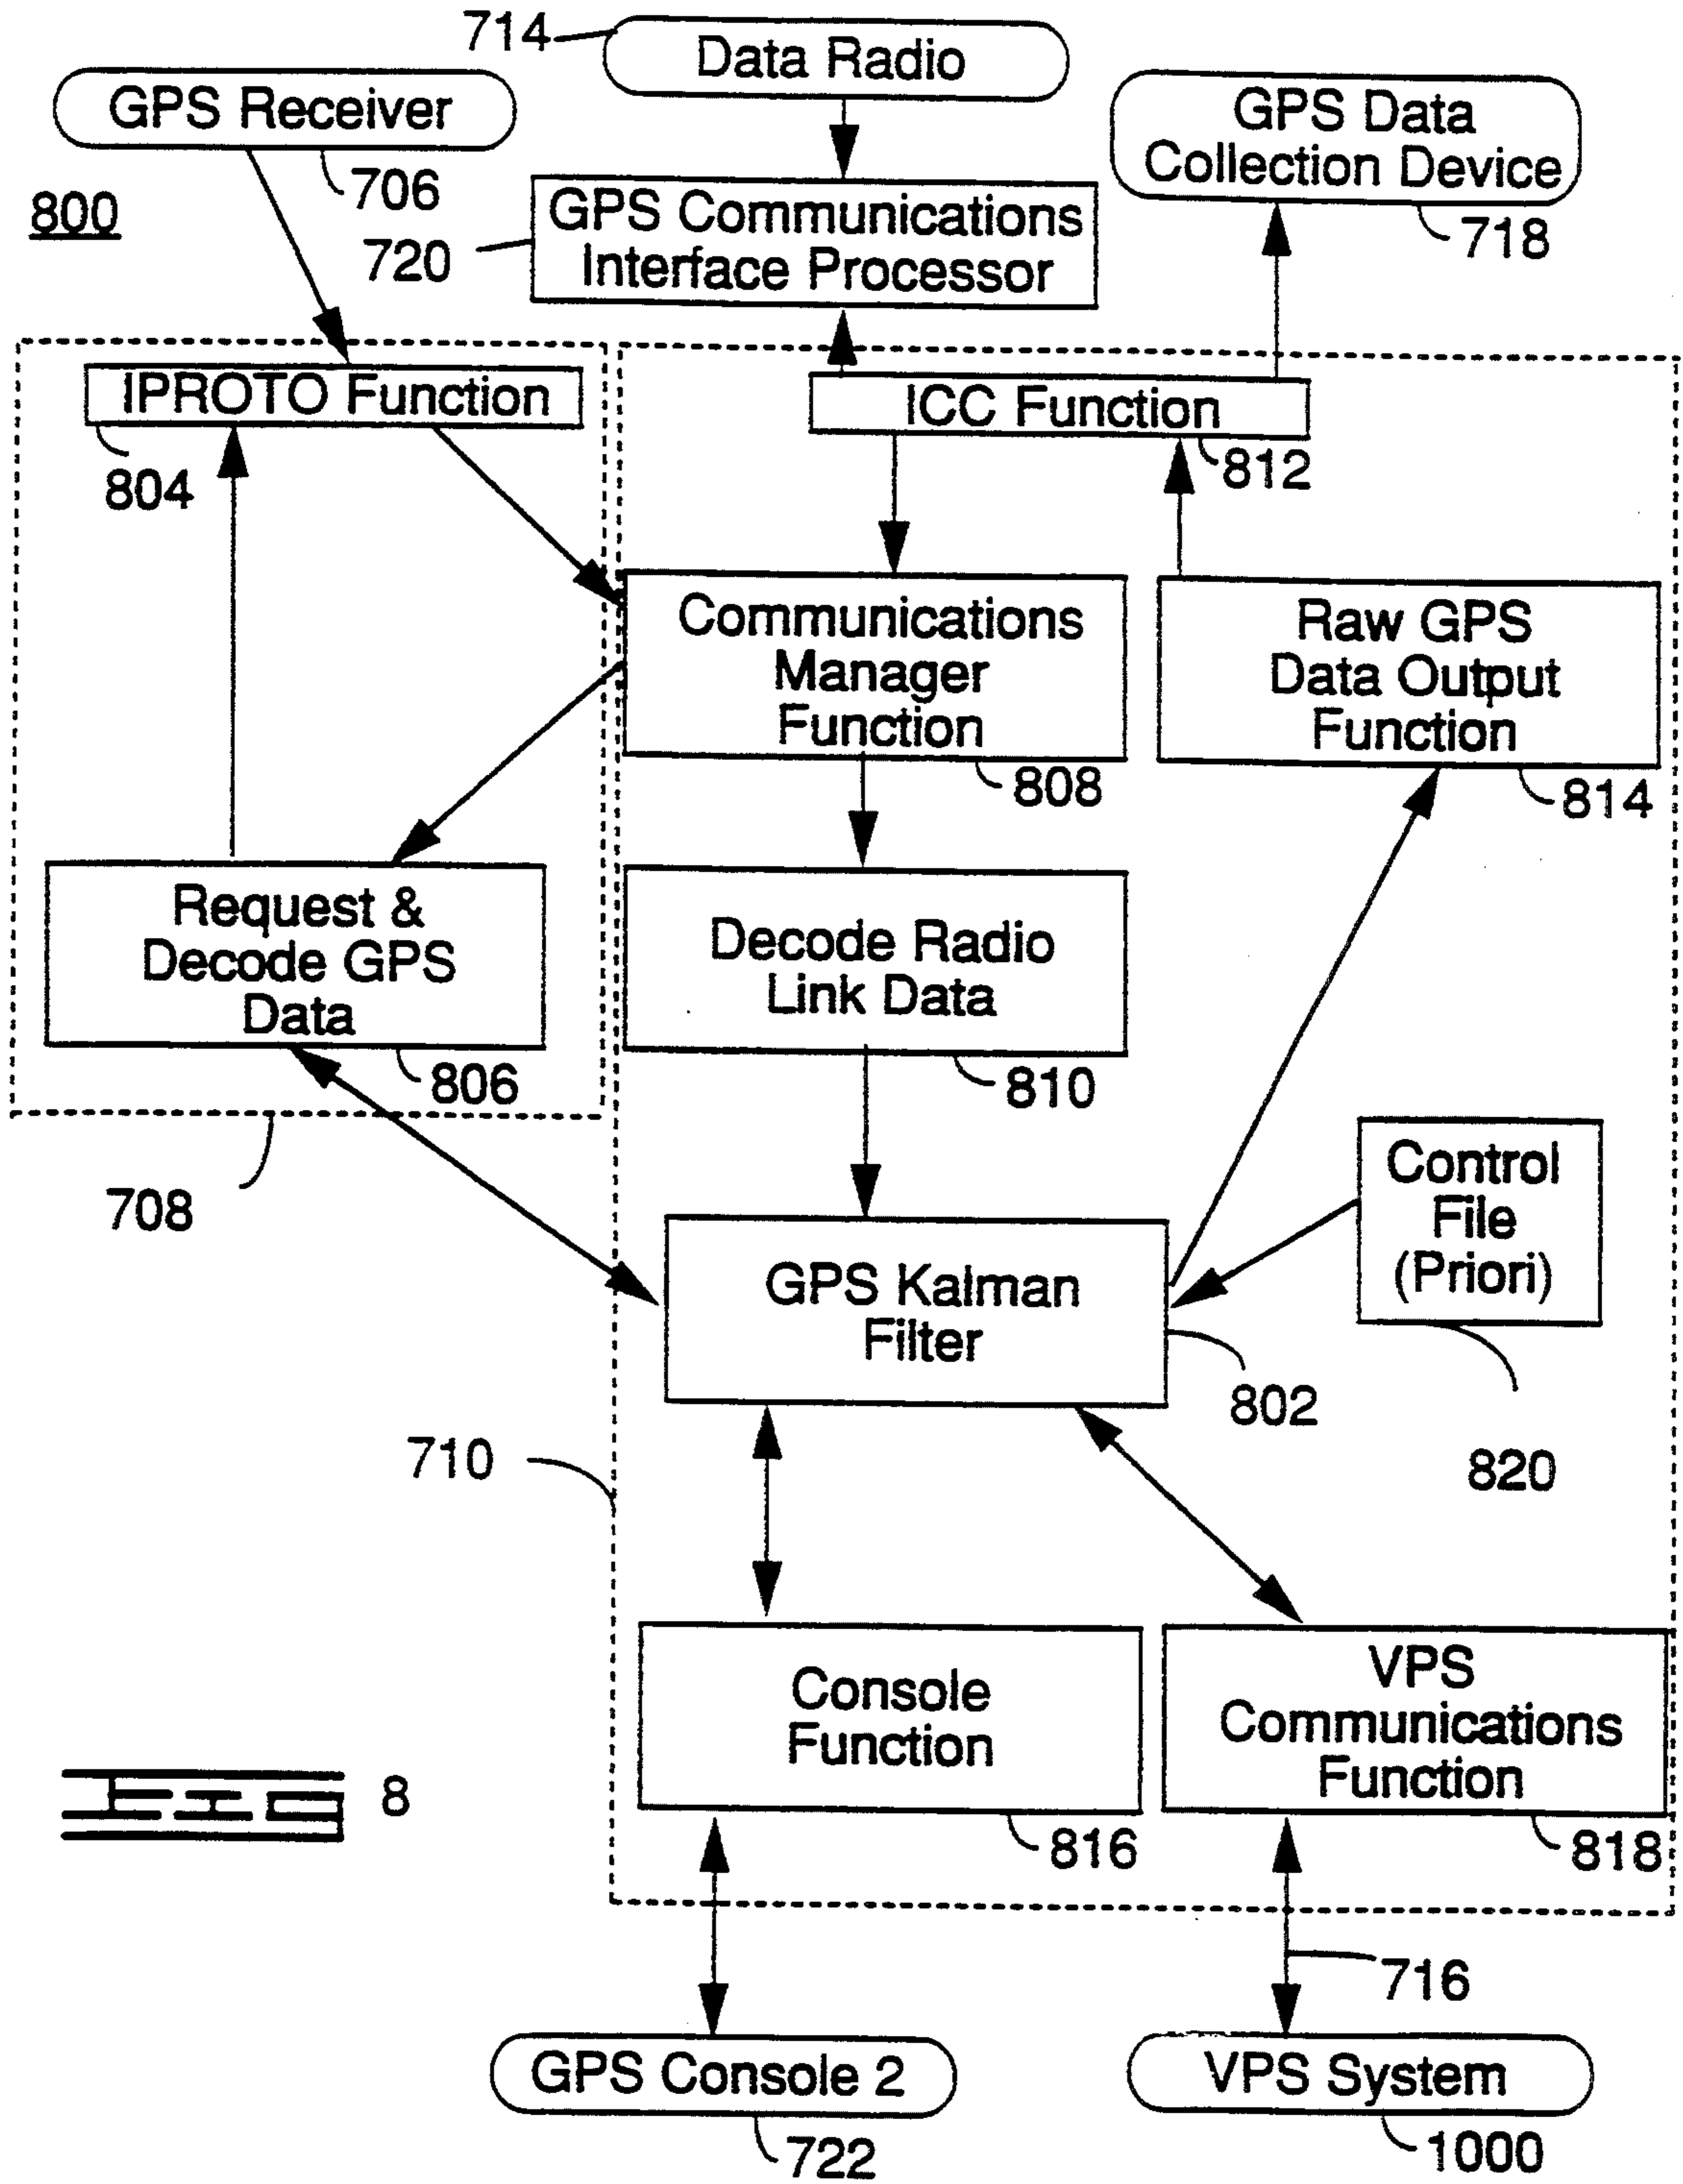 714
Data Radio
GPS Receiver
706
GPS Data
Collection Device
718
800
GPS Communications
Interface Processor
720
IPROTO Function
804
ICC Function
812
Communications
Manager
Function
808
Raw GPS
Data Output
Function
814
Request &
Decode GPS
Data
806
Decode Radio
Link Data
810
708
Control
File
(Priori)
820
GPS Kalman
Filter
802
710
Console
Function
816
VPS
Communications
Function
818
FIG 8
716
GPS Console 2
722
VPS System
1000